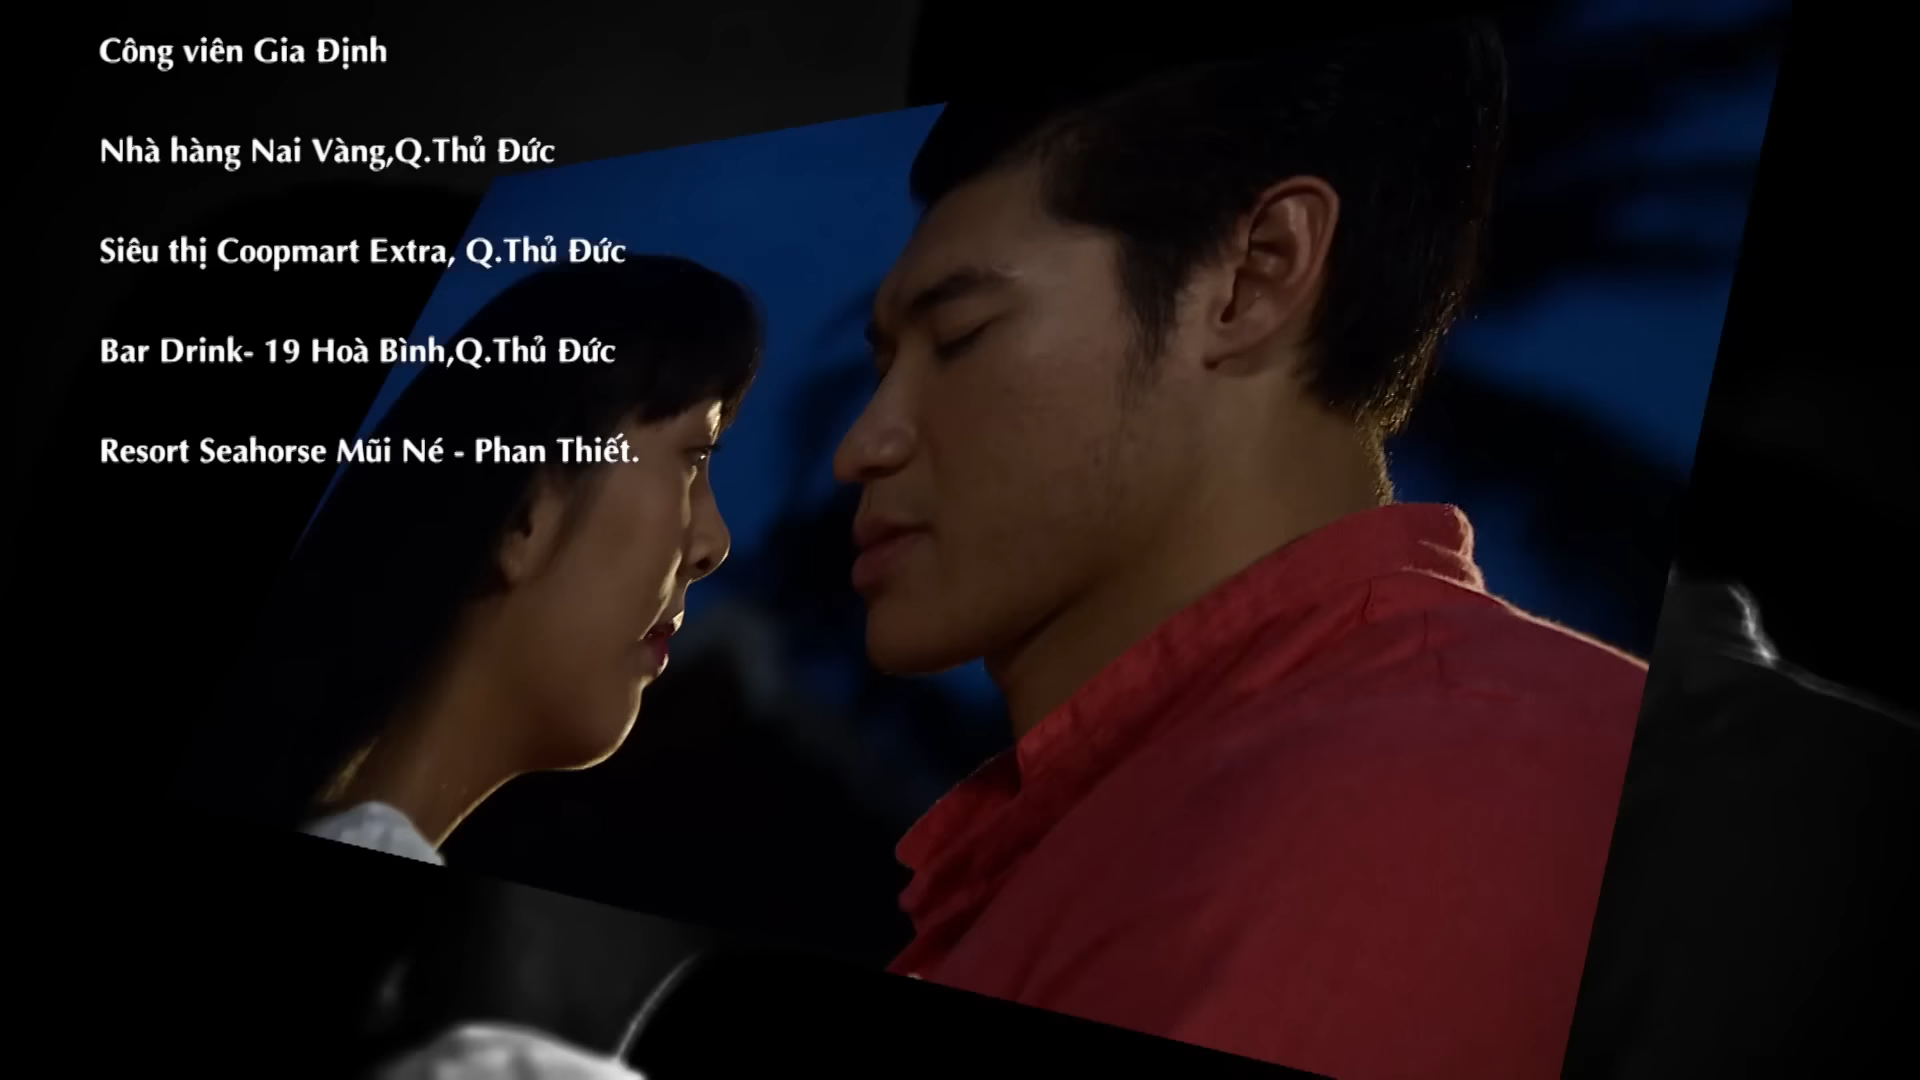 Công viên Gia Định
Nhà hàng Nai Vàng,Q.Thủ Đức
Siêu thị Coopmart Extra, Q.Thủ Đức
Bar Drink- 19 Hoà Bình,Q.Thủ Đức
Resort Seahorse Mũi Né - Phan Thiết.